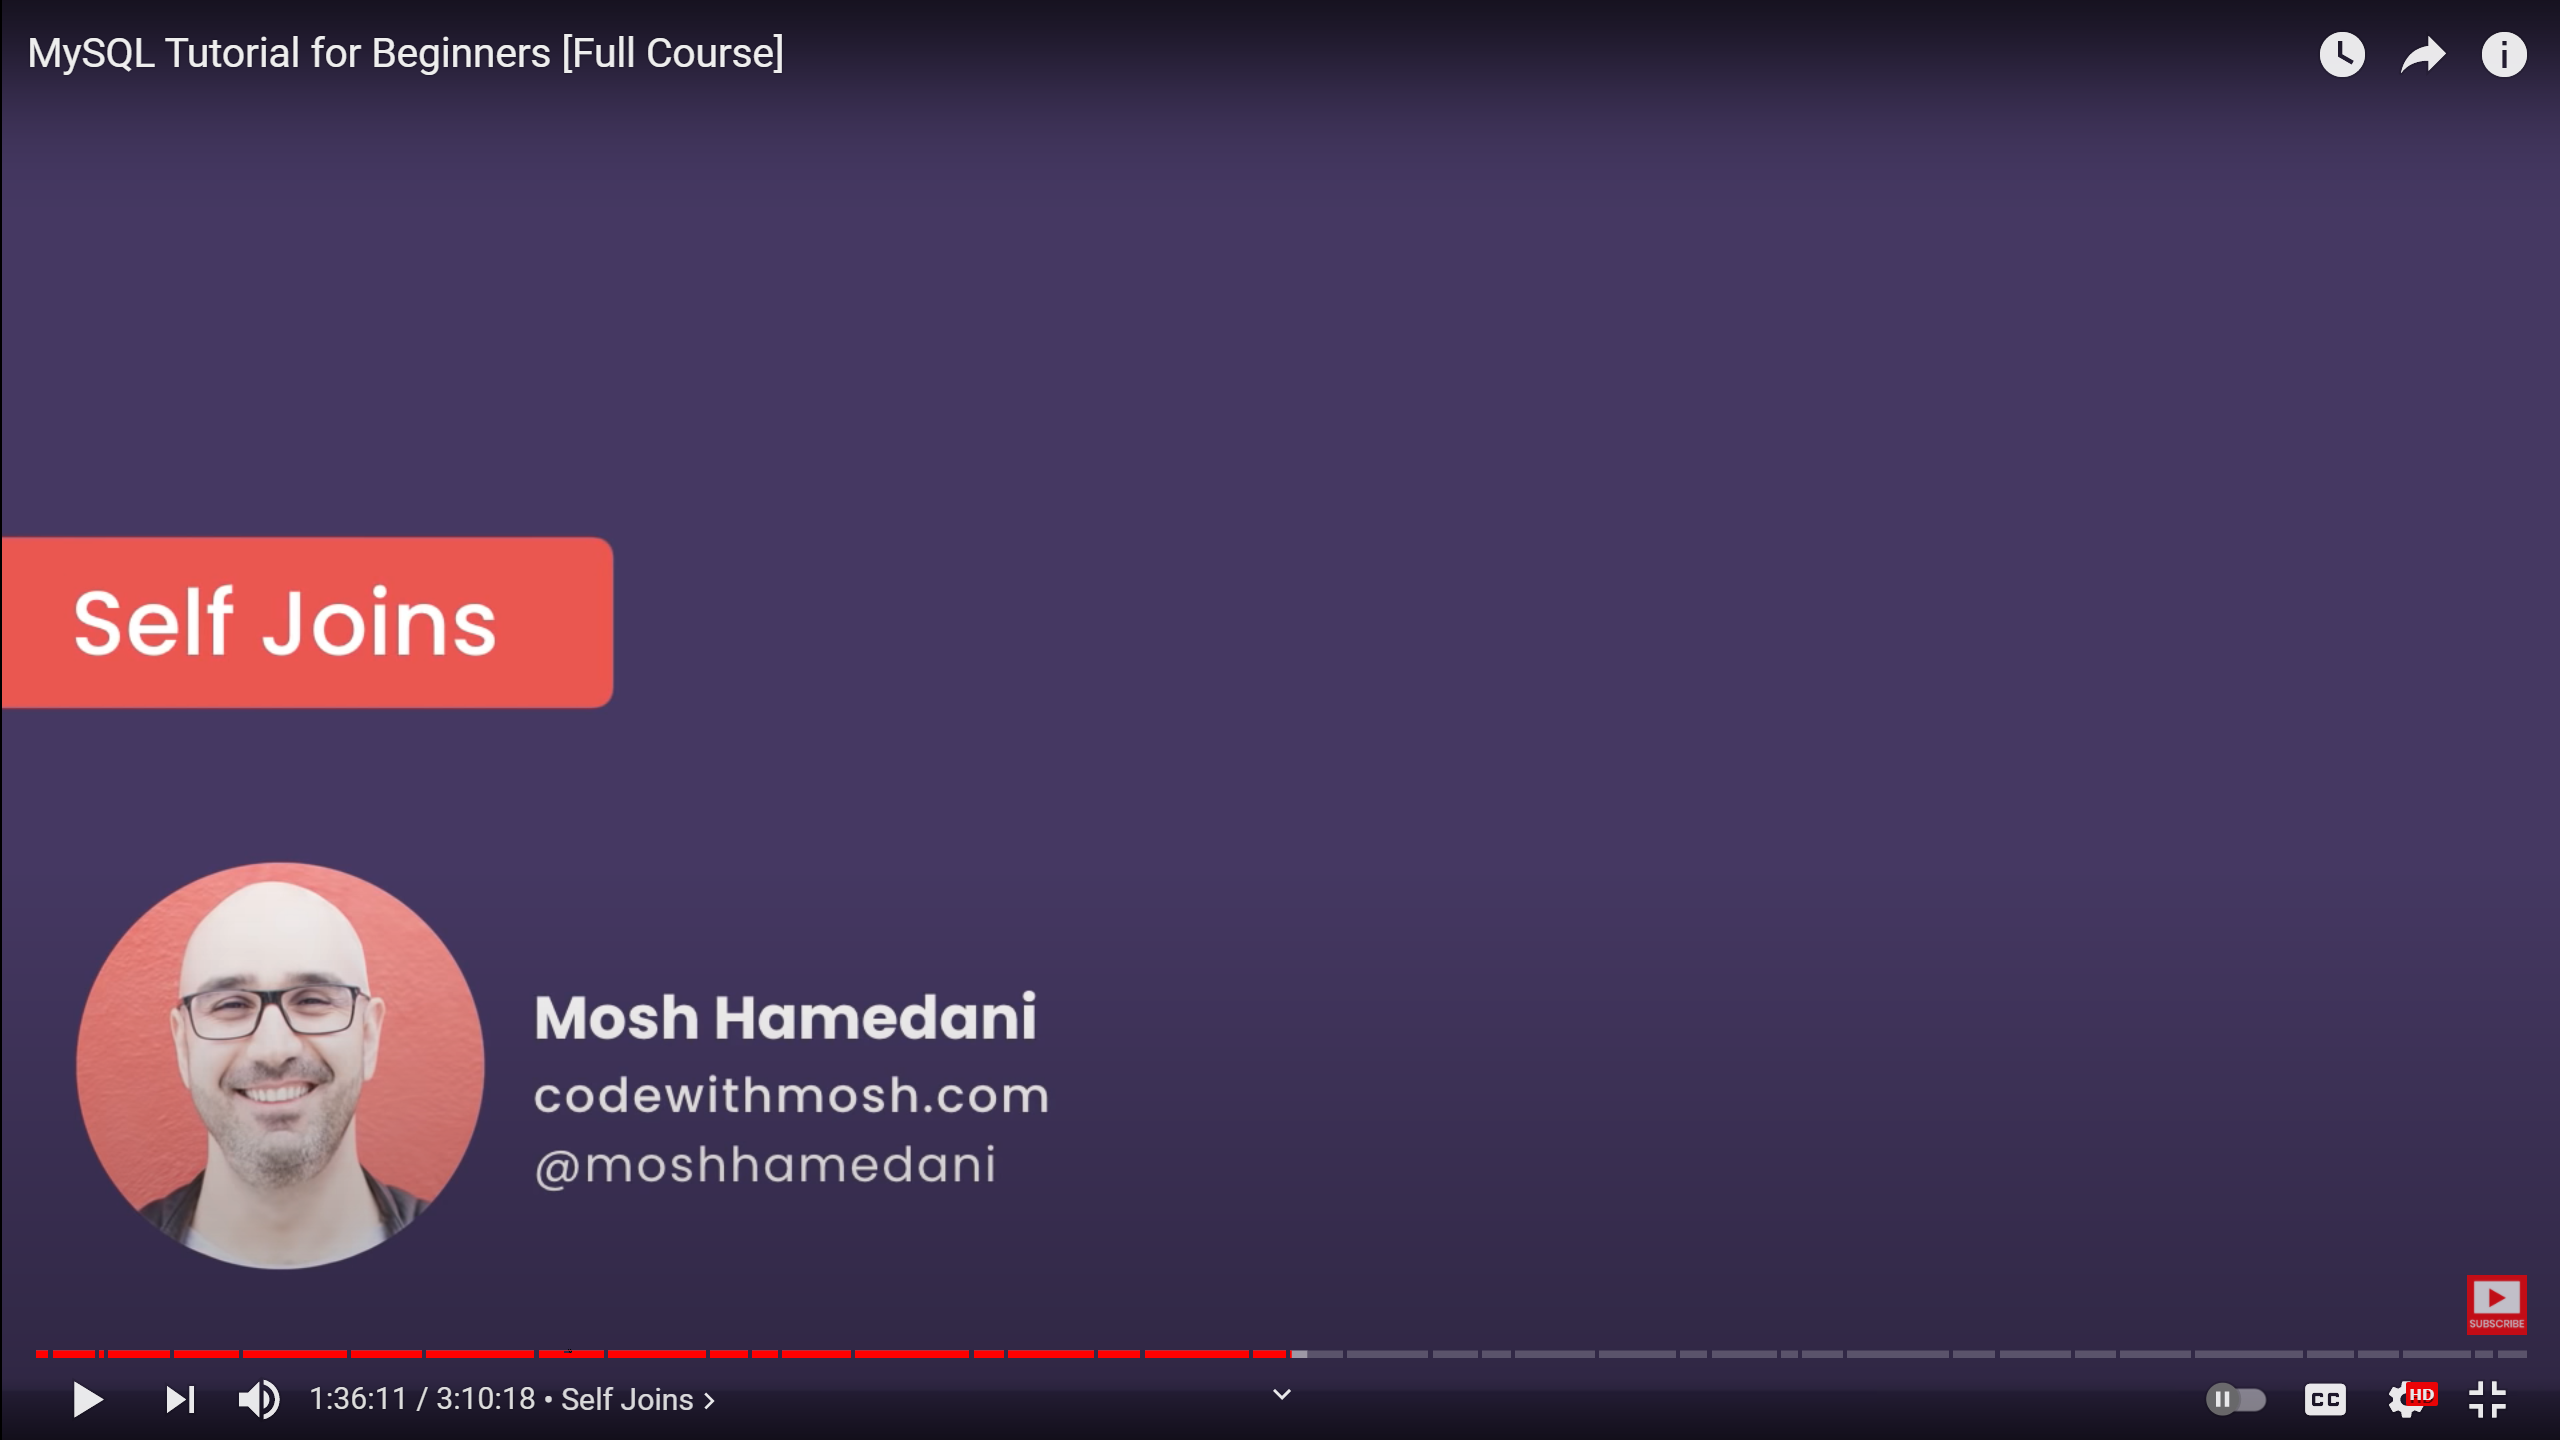 MySQL Tutorial for Beginners [Full Course]
Self Joins
Mosh Hamedani
codewithmosh.com
@moshhamedani
SUBSCRIBE
1:36:11 / 3:10:18 • Self Joins ›
CC
HD